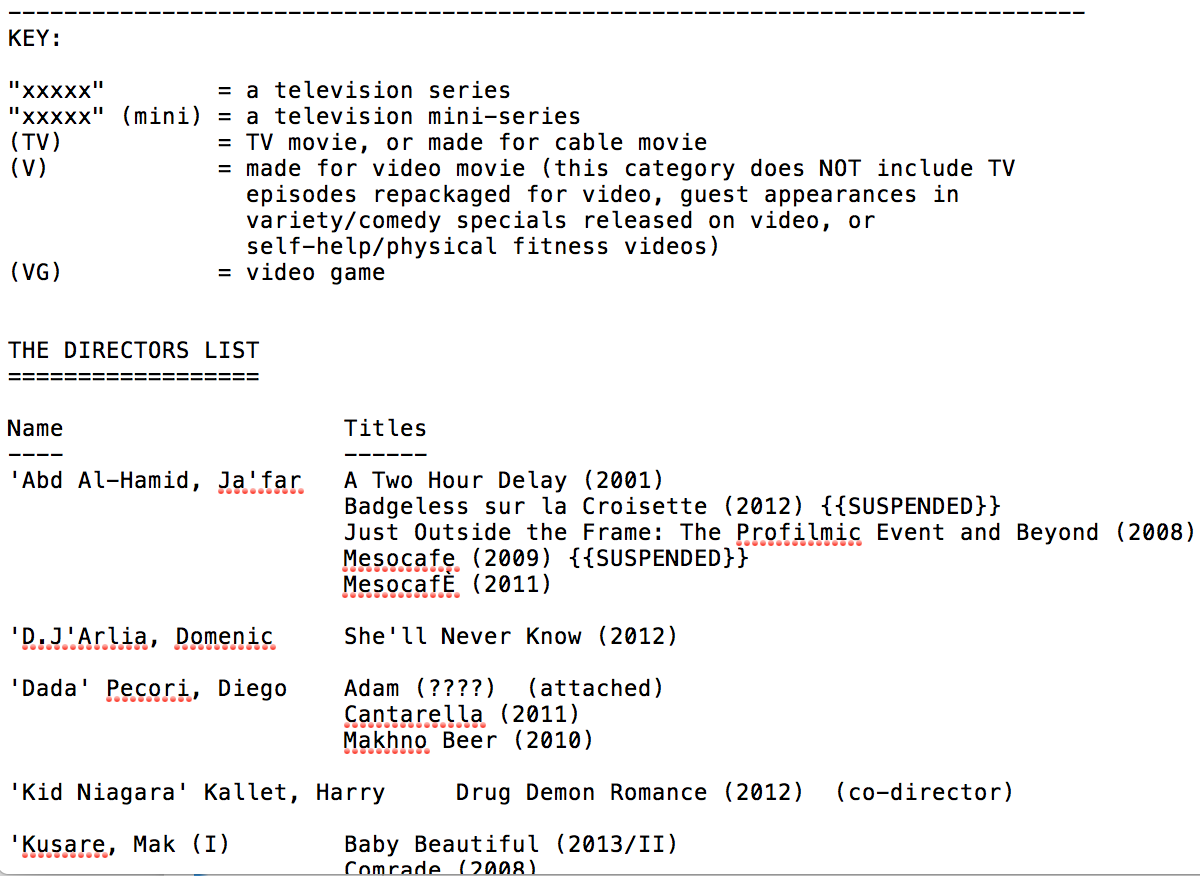 --------------------------------------------------------------------------------
KEY:
"xxxxx"        = a television series
"xxxxx" (mini) = a television mini-series
(TV)           = TV movie, or made for cable movie
(V)            = made for video movie (this category does NOT include TV
                 episodes repackaged for video, guest appearances in
                 variety/comedy specials released on video, or
                 self-help/physical fitness videos)
(VG)           = video game
THE DIRECTORS LIST
==================
Name                    Titles
----                    ------
'Abd Al-Hamid, Ja'far   A Two Hour Delay (2001)
                        Badgeless sur la Croisette (2012) {{SUSPENDED}}
                        Just Outside the Frame: The Profilmic Event and Beyond (2008)
                        Mesocafe (2009) {{SUSPENDED}}
                        MesocafÈ (2011)
'D.J'Arlia, Domenic     She'll Never Know (2012)
'Dada' Pecori, Diego    Adam (????)  (attached)
                        Cantarella (2011)
                        Makhno Beer (2010)
'Kid Niagara' Kallet, Harry     Drug Demon Romance (2012)  (co-director)
'Kusare, Mak (I)        Baby Beautiful (2013/II)
                        Comrade (2008)